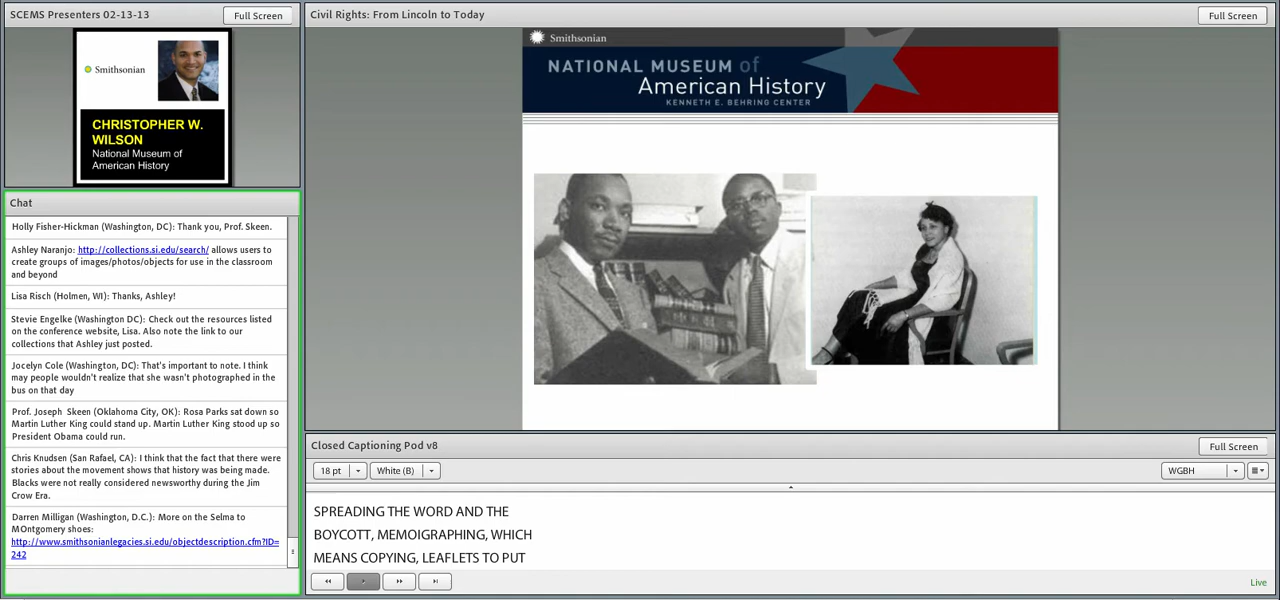 SCEMS Presenters 02-13-13
Full Screen
Smithsonian
CHRISTOPHER W.
WILSON
National Museum of
American History
Chat
Holly Fisher-Hickman (Washington, DC): Thank you, Prof. Skeen.
Ashley Naranjo: http://collections.si.edu/search/ allows users to
create groups of images/photos/objects for use in the classroom
and beyond
Lisa Risch (Holmen, WI): Thanks, Ashley!
Stevie Engelke (Washington DC): Check out the resources listed
on the conference website, Lisa. Also note the link to our
collections that Ashley just posted.
Jocelyn Cole (Washington, DC): That's important to note. I think
may people wouldn't realize that she wasn't photographed in the
bus on that day
Prof. Joseph Skeen (Oklahoma City, OK): Rosa Parks sat down so
Martin Luther King could stand up. Martin Luther King stood up so
President Obama could run.
Chris Knudsen (San Rafael, CA): I think that the fact that there were
stories about the movement shows that history was being made.
Blacks were not really considered newsworthy during the Jim
Crow Era.
Darren Milligan (Washington, D.C.): More on the Selma to
MOntgomery shoes:
http://www.smithsonianlegacies.si.edu/objectdescription.cfm?ID=
242
Civil Rights: From Lincoln to Today
Full Screen
Smithsonian
NATIONAL MUSEUM of
American History
KENNETH E. BEHRING CENTER
Closed Captioning Pod v8
Full Screen
18 pt
White (B)
WGBH
SPREADING THE WORD AND THE
BOYCOTT, MEMOIGRAPHING, WHICH
MEANS COPYING, LEAFLETS TO PUT
Live